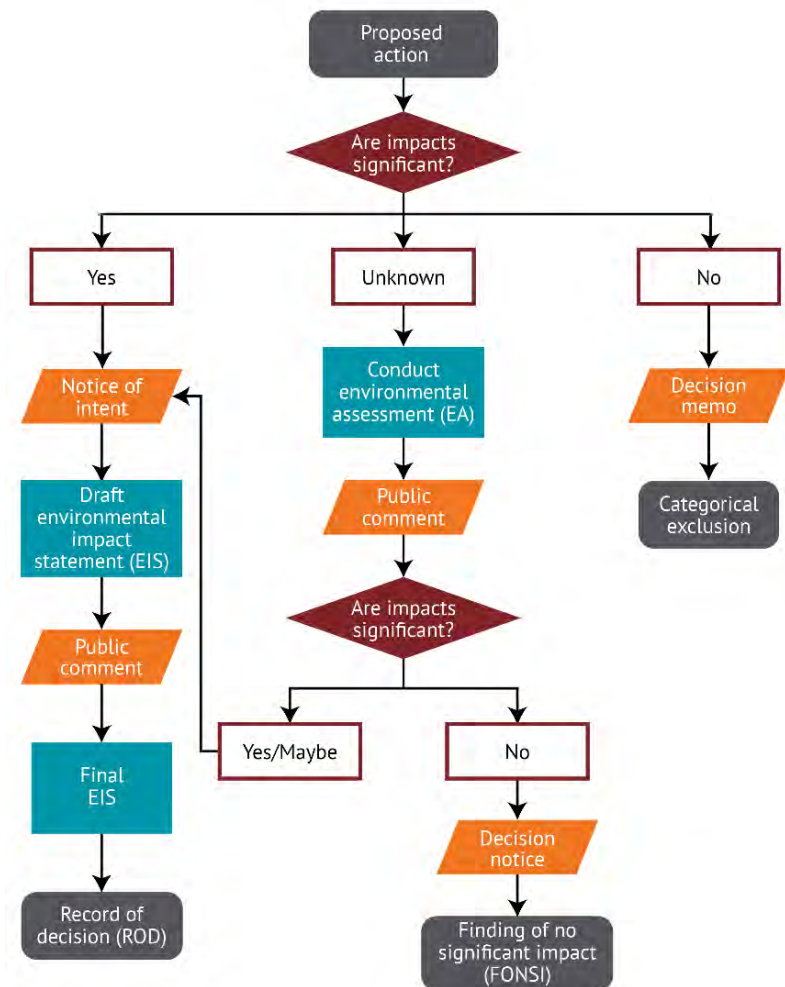 Proposed
action
Are impacts
significant?
Yes
Unknown
No
Notice of
intent
Conduct
environmental
assessment (EA)
Decision
memo
Draft
environmental
impact
statement (EIS)
Public
comment
Categorical
exclusion
Public
comment
Are impacts
significant?
Final
EIS
Yes/Maybe
No
Decision
notice
Record of
decision (ROD)
Finding of no
significant impact
(FONSI)